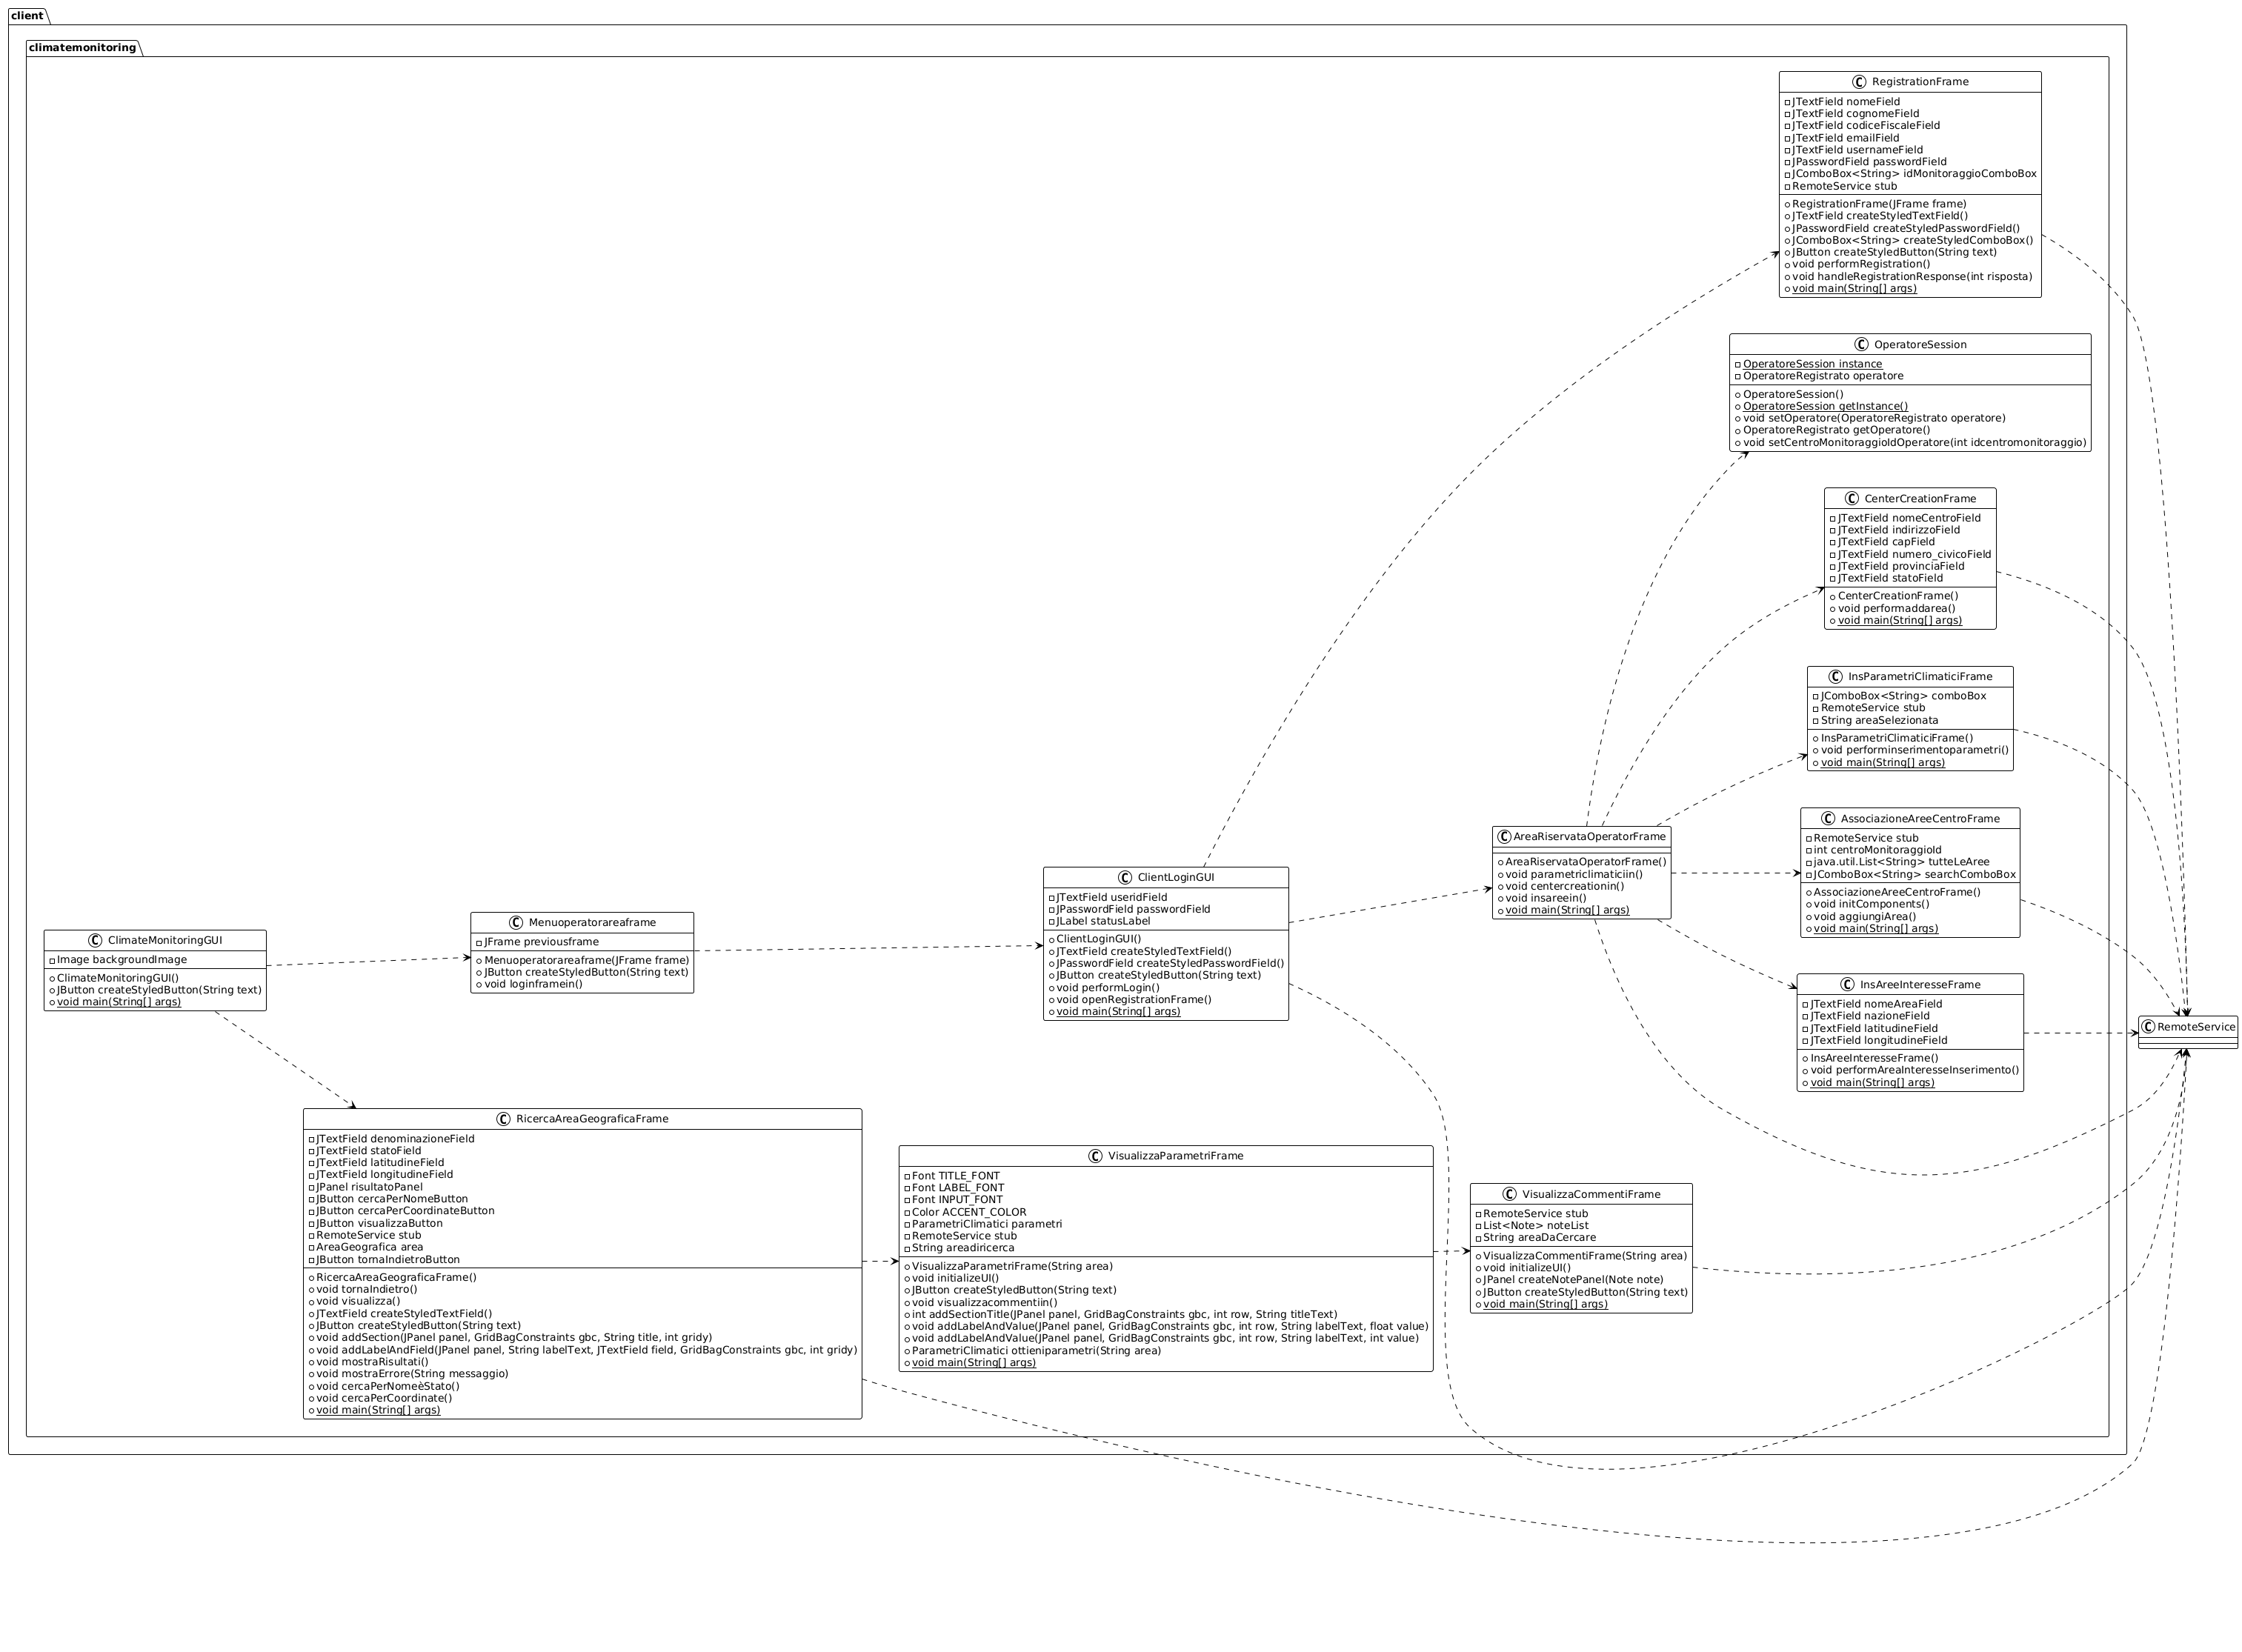 client
climatemonitoring
C RegistrationFrame
JTextField nomeField
JTextField cognomeField
JTextField codiceFiscaleField
JTextField emailField
JTextField usernameField
JPasswordField passwordField
JComboBox<String> idMonitoraggioComboBox
RemoteService stub
RegistrationFrame(JFrame frame)
JTextField createStyledTextField()
JPasswordField createStyledPasswordField()
JComboBox<String> createStyledComboBox()
JButton createStyledButton(String text)
void performRegistration()
void handleRegistrationResponse(int risposta)
void main(String[] args)
C OperatoreSession
OperatoreSession instance
OperatoreRegistrato operatore
OperatoreSession()
OperatoreSession getInstance()
void setOperatore(OperatoreRegistrato operatore)
OperatoreRegistrato getOperatore()
void setCentroMonitoraggioIdOperatore(int idcentromonitoraggio)
C CenterCreationFrame
JTextField nomeCentroField
JTextField indirizzoField
JTextField capField
JTextField numero_civicoField
JTextField provinciaField
JTextField statoField
CenterCreationFrame()
void performaddarea()
void main(String[] args)
C InsParametriClimaticiFrame
JComboBox<String> comboBox
RemoteService stub
String areaSelezionata
InsParametriClimaticiFrame()
void performinserimentoparametri()
void main(String[] args)
C AssociazioneAreeCentroFrame
RemoteService stub
int centroMonitoraggioId
java.util.List<String> tutteLeAree
JComboBox<String> searchComboBox
AssociazioneAreeCentroFrame()
void initComponents()
void aggiungiArea()
void main(String[] args)
C AreaRiservataOperatorFrame
AreaRiservataOperatorFrame()
void parametriclimaticiin()
void centercreationin()
void insareein()
void main(String[] args)
C ClientLoginGUI
JTextField useridField
JPasswordField passwordField
JLabel statusLabel
ClientLoginGUI()
JTextField createStyledTextField()
JPasswordField createStyledPasswordField()
JButton createStyledButton(String text)
void performLogin()
void openRegistrationFrame()
void main(String[] args)
C Menuoperatorareaframe
JFrame previousframe
Menuoperatorareaframe(JFrame frame)
JButton createStyledButton(String text)
void loginframein()
C ClimateMonitoringGUI
Image backgroundImage
ClimateMonitoringGUI()
JButton createStyledButton(String text)
void main(String[] args)
C InsAreeInteresseFrame
JTextField nomeAreaField
JTextField nazioneField
JTextField latitudineField
JTextField longitudineField
InsAreeInteresseFrame()
void performAreaInteresseInserimento()
void main(String[] args)
C RemoteService
C RicercaAreaGeograficaFrame
JTextField denominazioneField
JTextField statoField
JTextField latitudineField
JTextField longitudineField
JPanel risultatoPanel
JButton cercaPerNomeButton
JButton cercaPerCoordinateButton
JButton visualizzaButton
RemoteService stub
AreaGeografica area
JButton tornaIndietroButton
RicercaAreaGeograficaFrame()
void tornaIndietro()
void visualizza()
JTextField createStyledTextField()
JButton createStyledButton(String text)
void addSection(JPanel panel, GridBagConstraints gbc, String title, int gridy)
void addLabelAndField(JPanel panel, String labelText, JTextField field, GridBagConstraints gbc, int gridy)
void mostraRisultati()
void mostraErrore(String messaggio)
void cercaPerNomeèStato()
void cercaPerCoordinate()
void main(String[] args)
C VisualizzaParametriFrame
Font TITLE_FONT
Font LABEL_FONT
Font INPUT_FONT
Color ACCENT_COLOR
ParametriClimatici parametri
RemoteService stub
String areadiricerca
VisualizzaParametriFrame(String area)
void initializeUI()
JButton createStyledButton(String text)
void visualizzacommentiin()
int addSectionTitle(JPanel panel, GridBagConstraints gbc, int row, String titleText)
void addLabelAndValue(JPanel panel, GridBagConstraints gbc, int row, String labelText, float value)
void addLabelAndValue(JPanel panel, GridBagConstraints gbc, int row, String labelText, int value)
ParametriClimatici ottieniparametri(String area)
void main(String[] args)
C VisualizzaCommentiFrame
RemoteService stub
List<Note> noteList
String areaDaCercare
VisualizzaCommentiFrame(String area)
void initializeUI()
JPanel createNotePanel(Note note)
JButton createStyledButton(String text)
void main(String[] args)